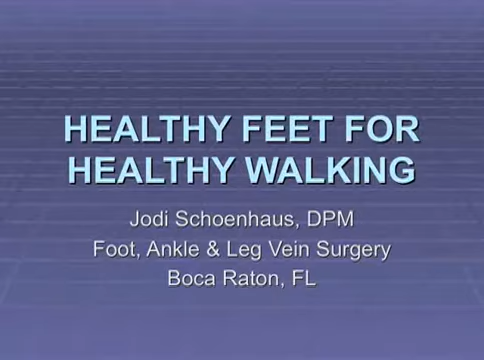 HEALTHY FEET FOR
HEALTHY WALKING
Jodi Schoenhaus, DPM
Foot, Ankle & Leg Vein Surgery
Boca Raton, FL